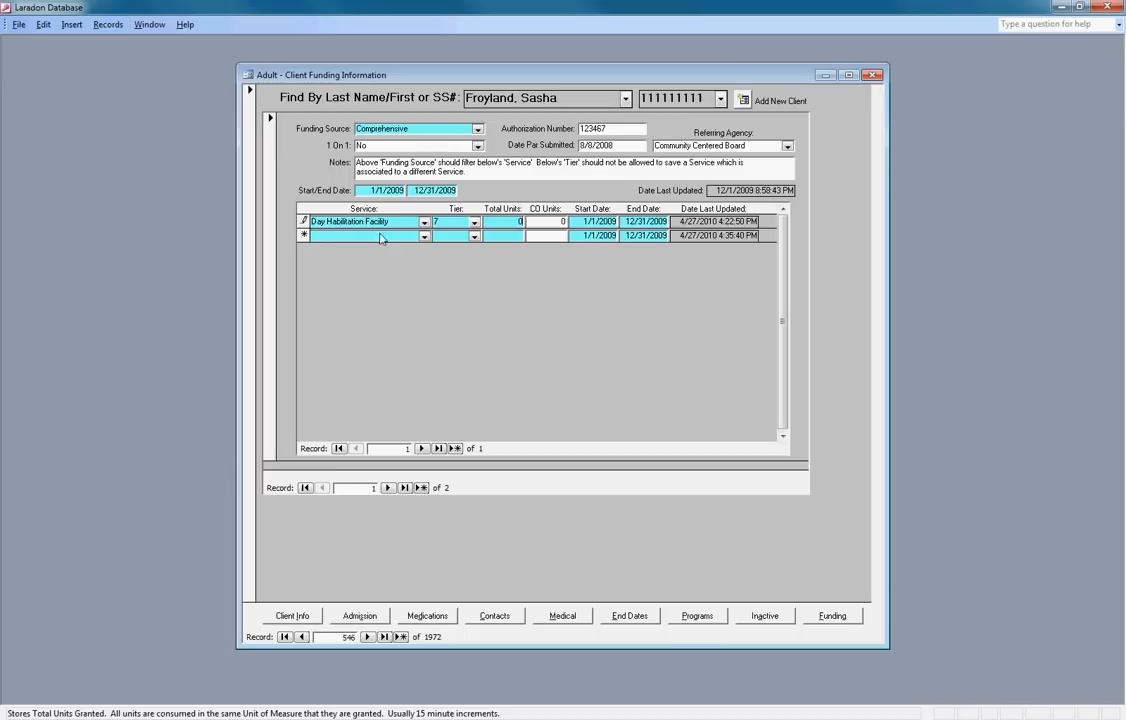 Laradon Database
File Edit Insert Records Window Help Type a question for help
Adult - Client Funding Information
Find By Last Name/First or SS#: Froyland, Sasha 111111111 Add New Client
Funding Source: Comprehensive Authorization Number: 123467 Referring Agency:
1 On 1: No Date Par Submitted: 8/8/2008 Community Centered Board
Notes: Above 'Funding Source' should filter below's 'Service' Below's 'Tier' should not be allowed to save a Service which is
associated to a different Service.
Start/End Date: 1/1/2009 12/31/2009 Date Last Updated: 12/1/2009 8:58:43 PM
Service: Tier: Total Units: CO Units: Start Date: End Date: Date Last Updated:
Day Habilitation Facility 7 0 0 1/1/2009 12/31/2009 4/27/2010 4:22:50 PM
1/1/2009 12/31/2009 4/27/2010 4:35:40 PM
Record: 1 of 1
Record: 1 of 2
Client Info Admission Medications Contacts Medical End Dates Programs Inactive Funding
Record: 546 of 1972
Stores Total Units Granted. All units are consumed in the same Unit of Measure that they are granted. Usually 15 minute increments.